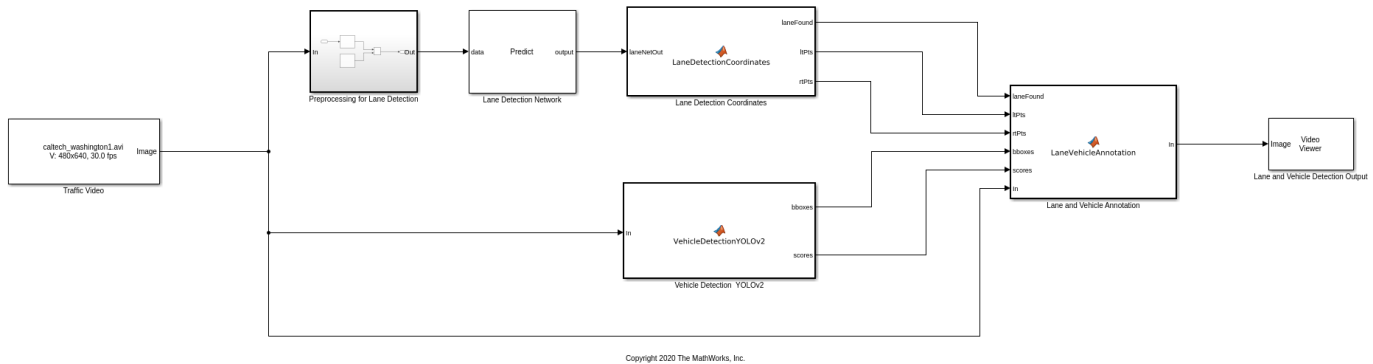 In
Out
Preprocessing for Lane Detection
data
Predict
output
Lane Detection Network
laneNetOut
LaneDetectionCoordinates
laneFound
ltPts
rtPts
Lane Detection Coordinates
caltech_washington1.avi
V: 480x640, 30.0 fps
Image
Traffic Video
In
VehicleDetectionYOLOv2
bboxes
scores
Vehicle Detection  YOLOv2
laneFound
ltPts
rtPts
bboxes
scores
In
LaneVehicleAnnotation
In
Lane and Vehicle Annotation
Image
Video
Viewer
Lane and Vehicle Detection Output
Copyright 2020 The MathWorks, Inc.